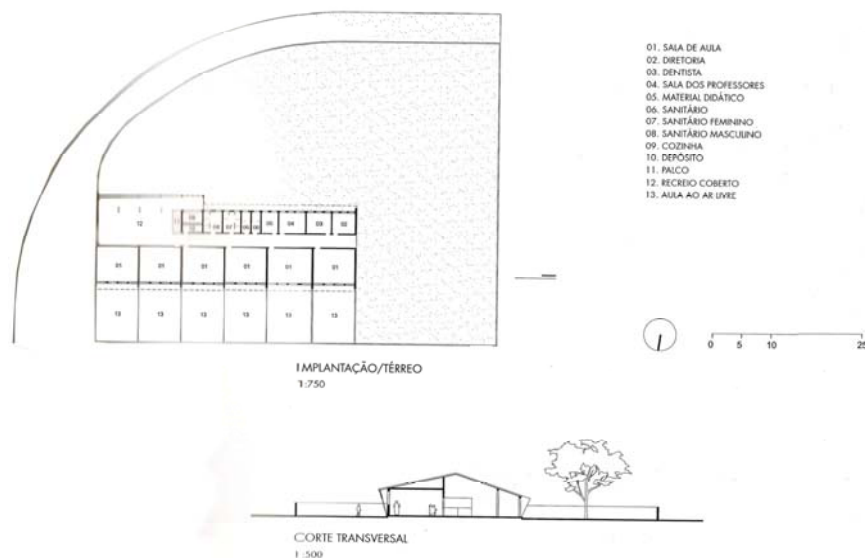 01. SALA DE AULA
02. DIRETORIA
03. DENTISTA
04. SALA DOS PROFESSORES
05. MATERIAL DIDÁTICO
06. SANITÁRIO
07. SANITÁRIO FEMININO
08. SANITÁRIO MASCULINO
09. COZINHA
10. DEPÓSITO
11. PALCO
12. RECREIO COBERTO
13. AULA AO AR LIVRE
12 05 04 03 02
01 01 01 01 01 01
13 13 13 13 13 13
0 5 10 25
IMPLANTAÇÃO/TÉRREO
1:750
CORTE TRANSVERSAL
1:500